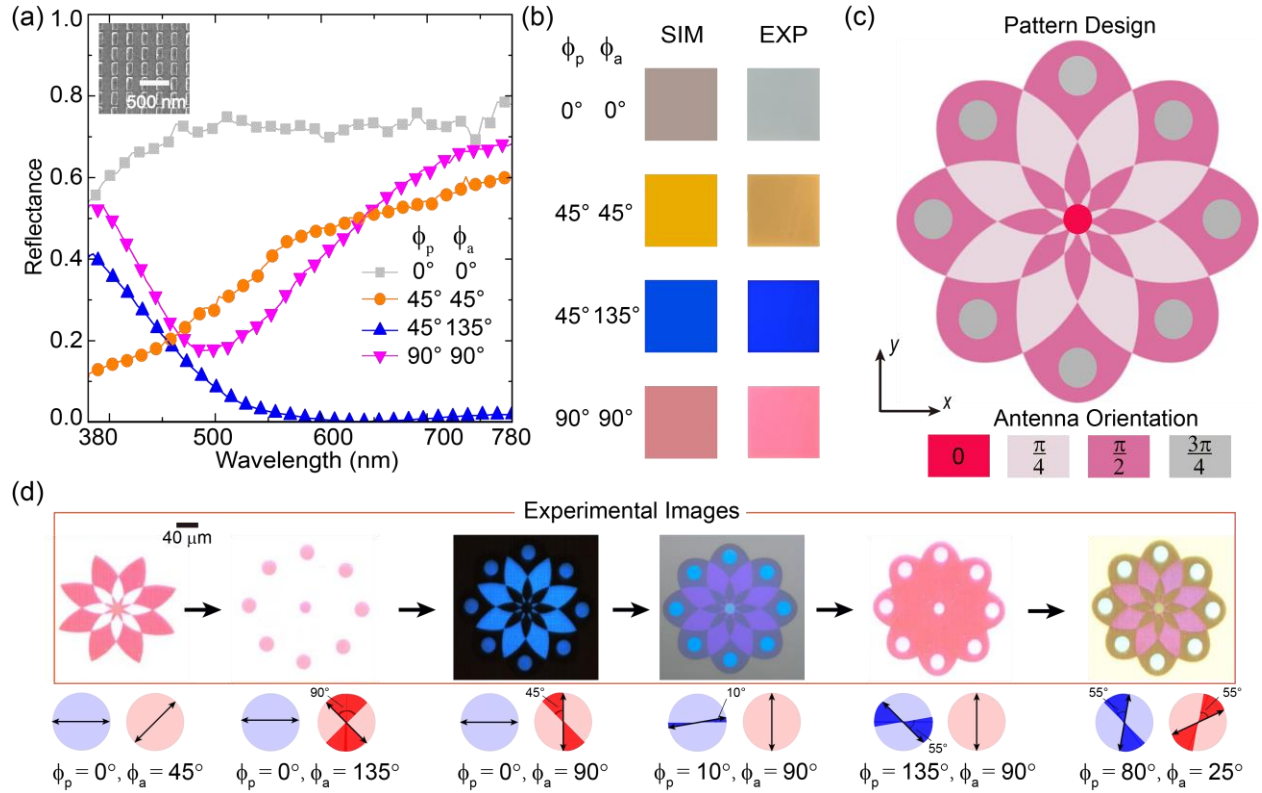 (a)
1.0
0.8
0.6
0.4
0.2
0.0
Reflectance
500 nm
ϕp ϕa
0° 0°
45° 45°
45° 135°
90° 90°
380 500 600 700 780
Wavelength (nm)
(b)
SIM EXP
ϕp ϕa
0° 0°
45° 45°
45° 135°
90° 90°
(c)
Pattern Design
y
x
Antenna Orientation
0 π/4 π/2 3π/4
(d)
Experimental Images
40 μm
90° 45° 10° 55° 55° 55°
ϕp = 0°, ϕa = 45° ϕp = 0°, ϕa = 135° ϕp = 0°, ϕa = 90° ϕp = 10°, ϕa = 90° ϕp = 135°, ϕa = 90° ϕp = 80°, ϕa = 25°